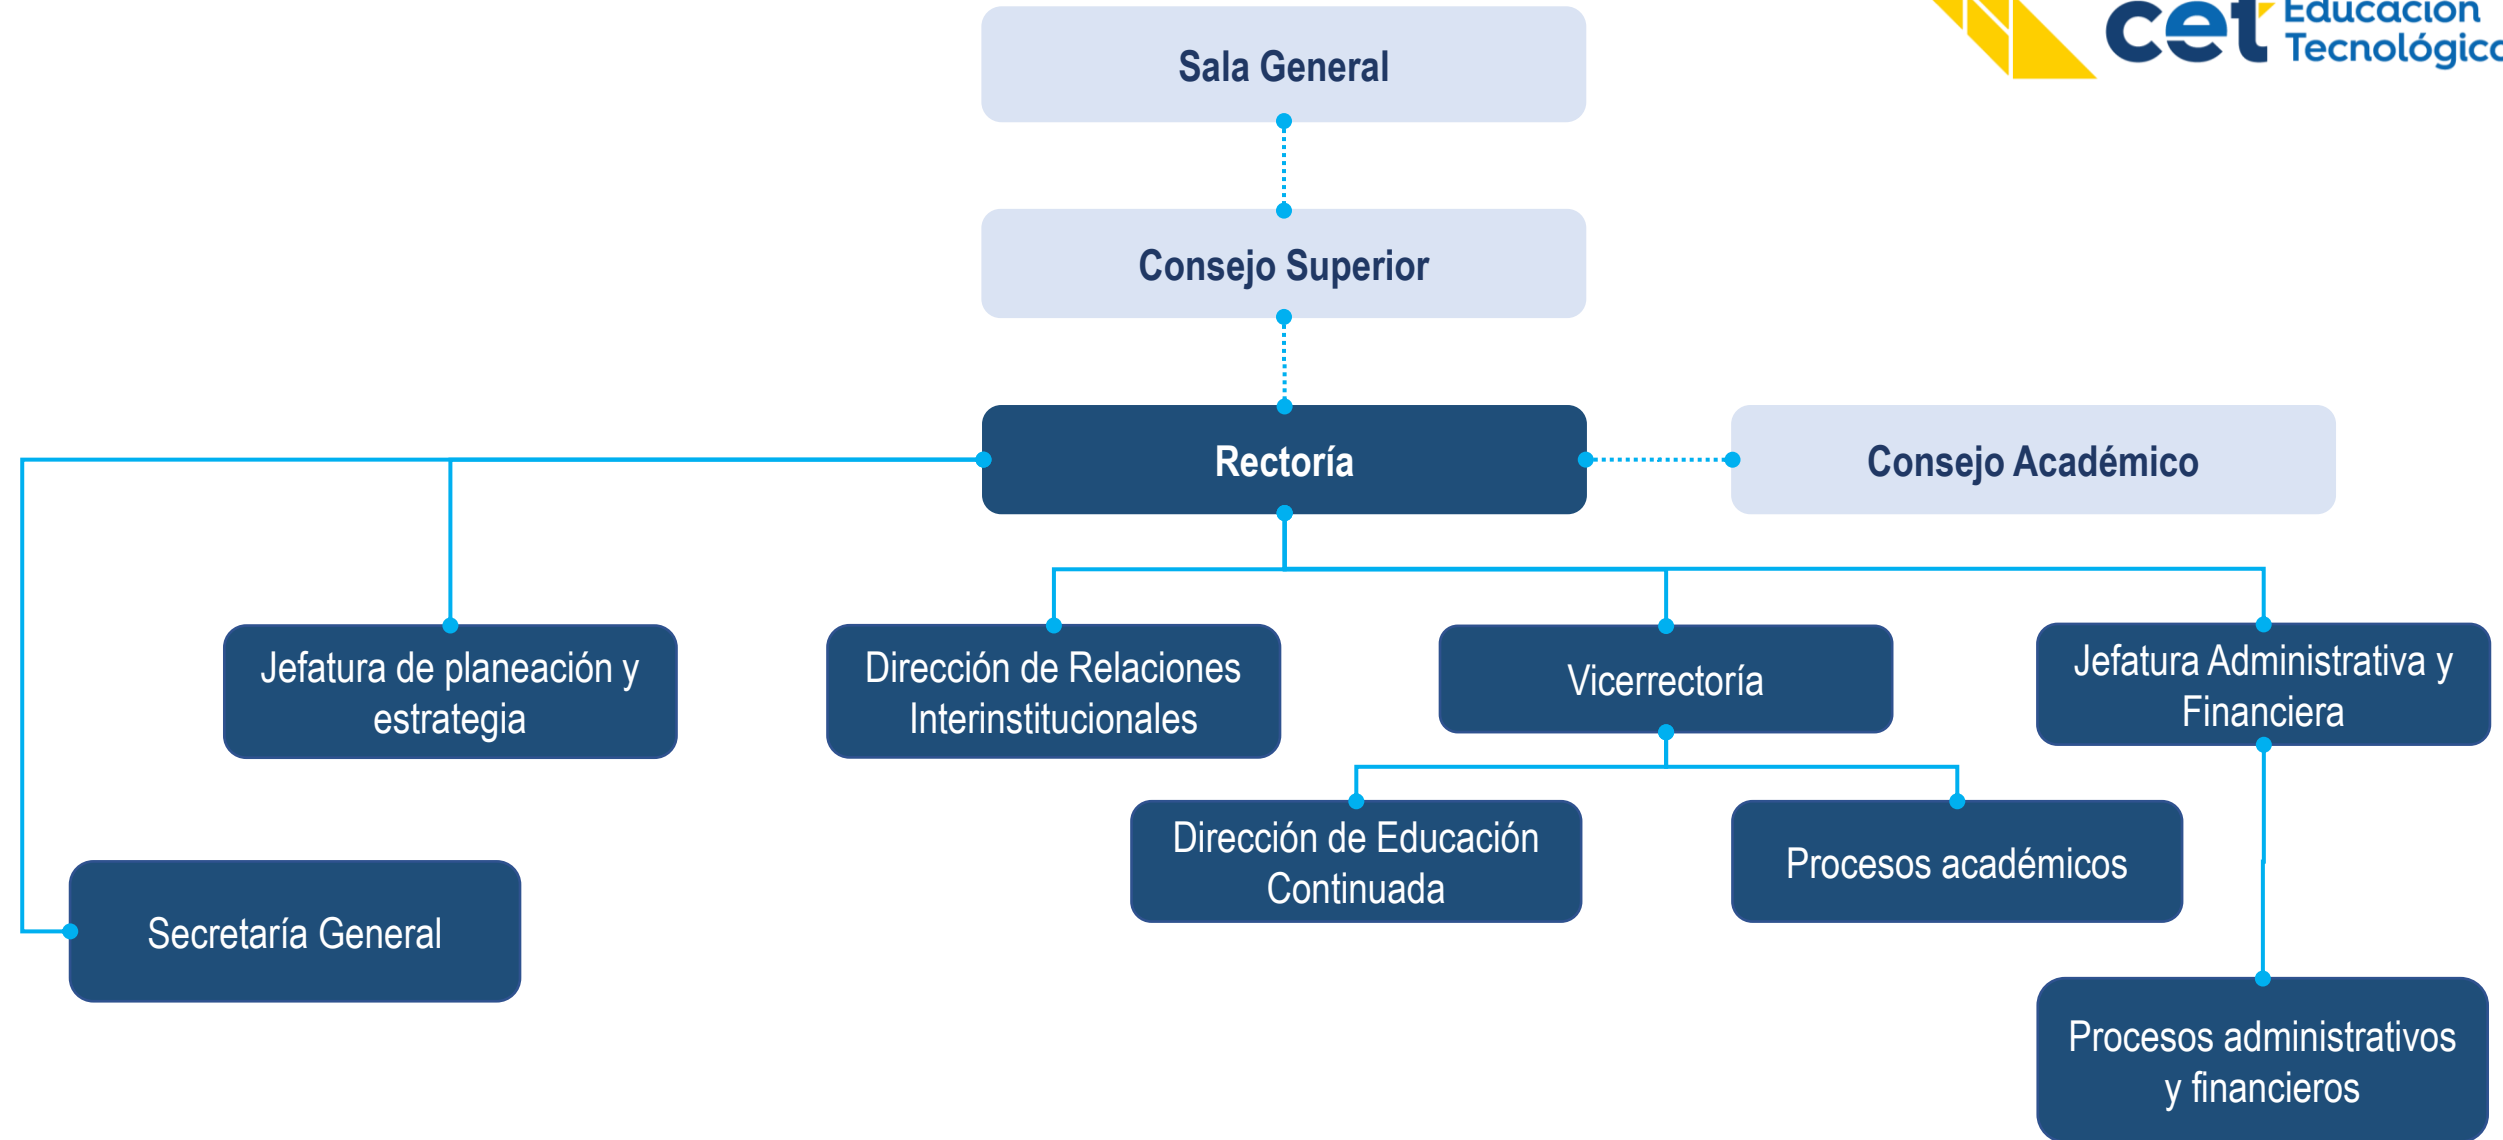 cet
Educación
Tecnológica
Sala General
Consejo Superior
Rectoría
Consejo Académico
Jefatura de planeación y
estrategia
Dirección de Relaciones
Interinstitucionales
Vicerrectoría
Jefatura Administrativa y
Financiera
Dirección de Educación
Continuada
Procesos académicos
Secretaría General
Procesos administrativos
y financieros